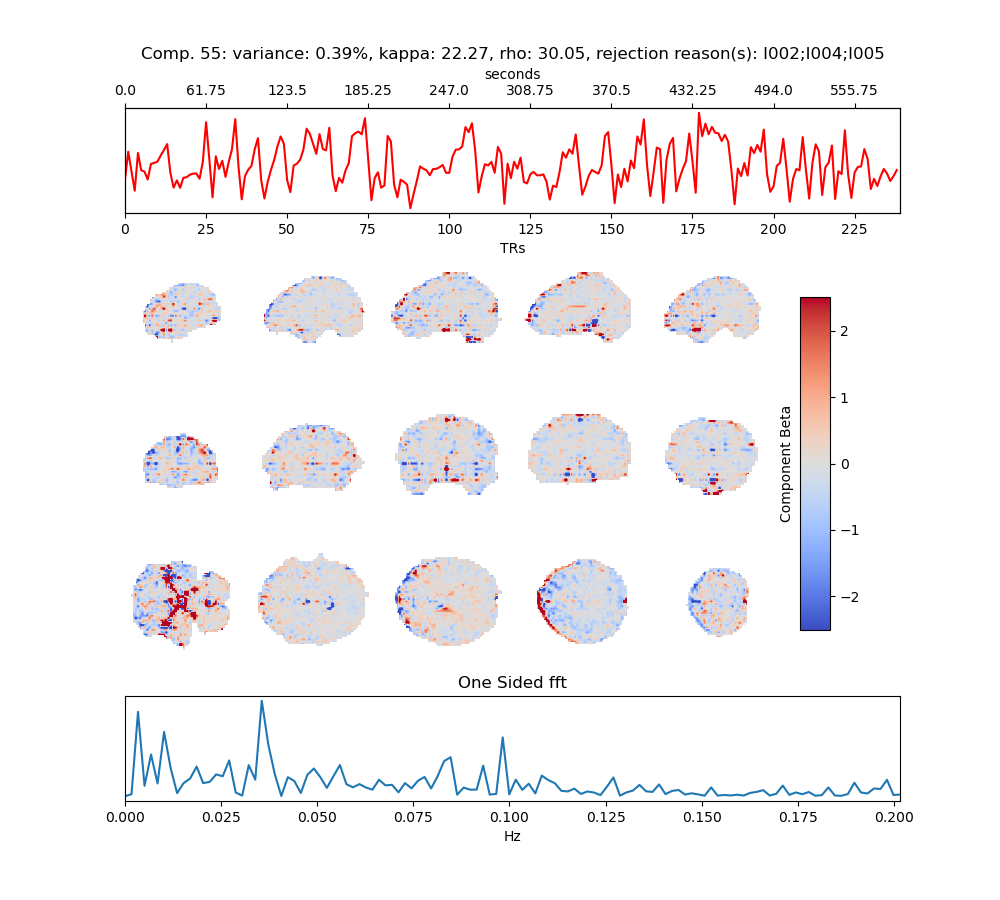 Comp. 55: variance: 0.39%, kappa: 22.27, rho: 30.05, rejection reason(s): I002;I004;I005
seconds
0.0 61.75 123.5 185.25 247.0 308.75 370.5 432.25 494.0 555.75
0 25 50 75 100 125 150 175 200 225
TRs
Component Beta
2
1
0
−1
−2
One Sided fft
0.000 0.025 0.050 0.075 0.100 0.125 0.150 0.175 0.200
Hz